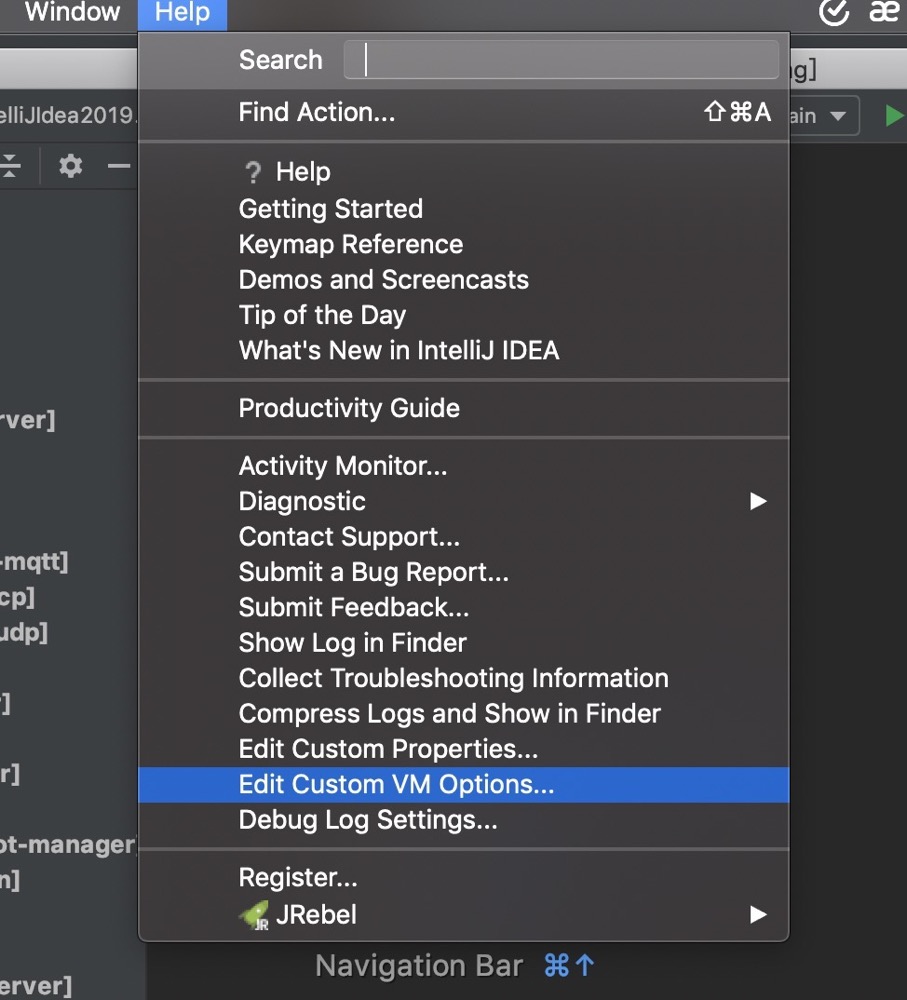 Window Help
Search
ng]
elliJIdea2019.
Find Action... ⇧⌘A
ain
? Help
Getting Started
Keymap Reference
Demos and Screencasts
Tip of the Day
What's New in IntelliJ IDEA
Productivity Guide
rver]
Activity Monitor...
Diagnostic
Contact Support...
-mqtt]
Submit a Bug Report...
cp]
Submit Feedback...
udp]
Show Log in Finder
Collect Troubleshooting Information
r]
Compress Logs and Show in Finder
Edit Custom Properties...
r]
Edit Custom VM Options...
Debug Log Settings...
ot-manager
Register...
n]
JRebel
JR
Navigation Bar ⌘↑
erver]